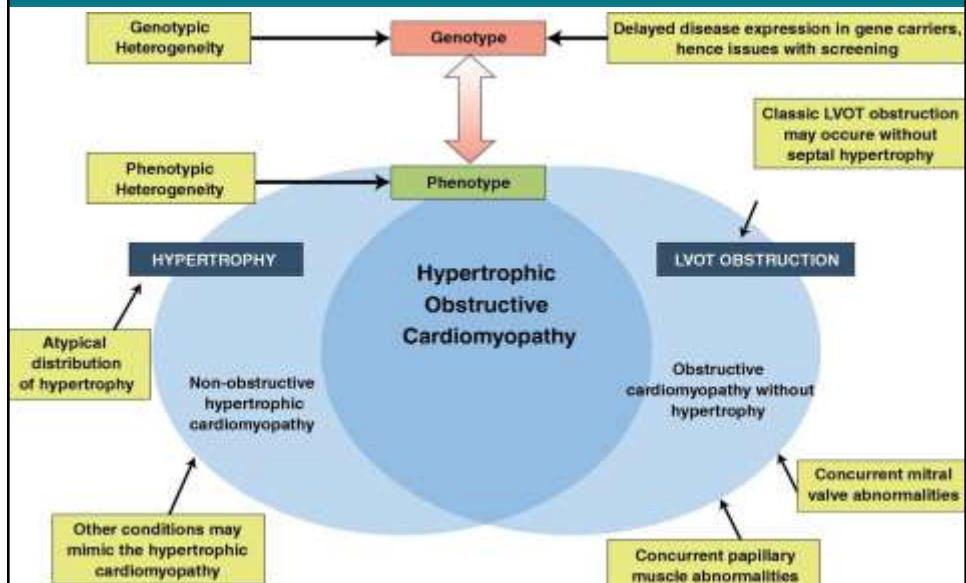 Genotypic
Heterogeneity
Genotype
Delayed disease expression in gene carriers,
hence issues with screening
Classic LVOT obstruction
may occure without
septal hypertrophy
Phenotypic
Heterogeneity
Phenotype
HYPERTROPHY
LVOT OBSTRUCTION
Hypertrophic
Obstructive
Cardiomyopathy
Atypical
distribution
of hypertrophy
Non-obstructive
hypertrophic
cardiomyopathy
Obstructive
cardiomyopathy without
hypertrophy
Concurrent mitral
valve abnormalities
Other conditions may
mimic the hypertrophic
cardiomyopathy
Concurrent papillary
muscle abnormalities